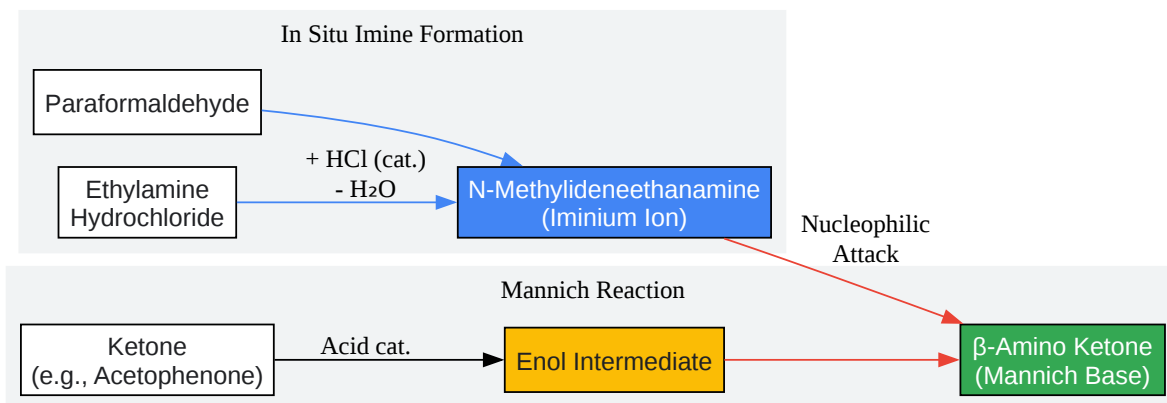 In Situ Imine Formation
Paraformaldehyde
+ HCl (cat.)
- H₂O
Ethylamine
Hydrochloride
N-Methylideneethanamine
(Iminium Ion)
Nucleophilic
Attack
Mannich Reaction
Ketone
(e.g., Acetophenone)
Acid cat.
Enol Intermediate
β-Amino Ketone
(Mannich Base)